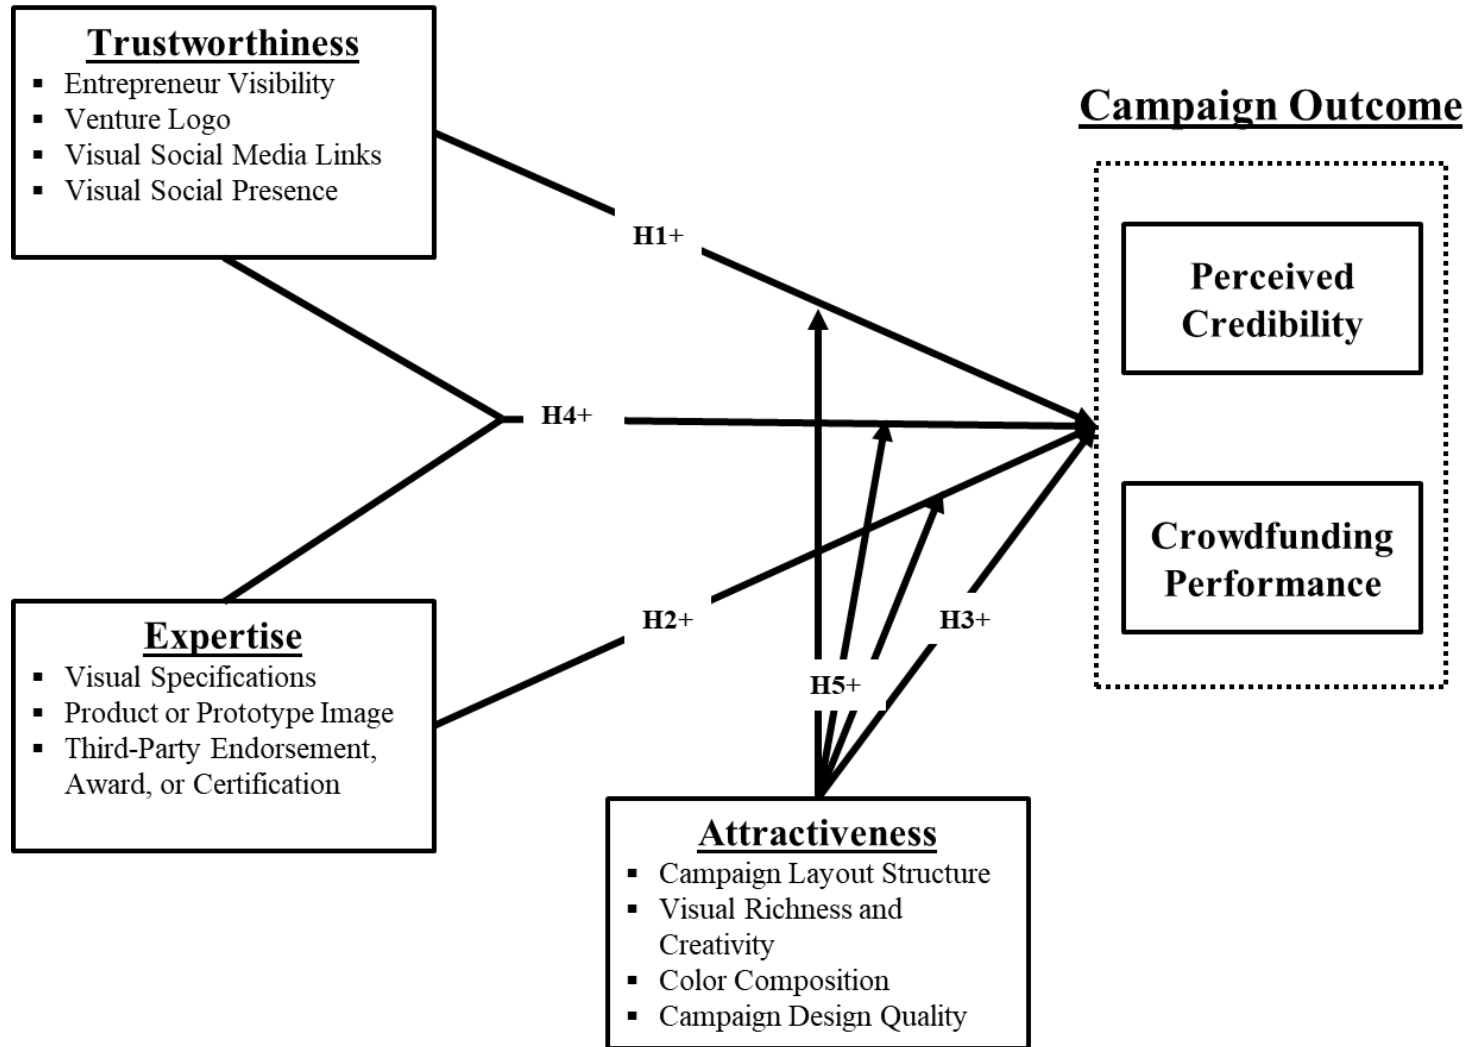 Trustworthiness
▪ Entrepreneur Visibility
▪ Venture Logo
▪ Visual Social Media Links
▪ Visual Social Presence
Campaign Outcome
H1+
Perceived
Credibility
H4+
Crowdfunding
Performance
Expertise
▪ Visual Specifications
▪ Product or Prototype Image
▪ Third-Party Endorsement,
Award, or Certification
H2+
H3+
H5+
Attractiveness
▪ Campaign Layout Structure
▪ Visual Richness and
Creativity
▪ Color Composition
▪ Campaign Design Quality